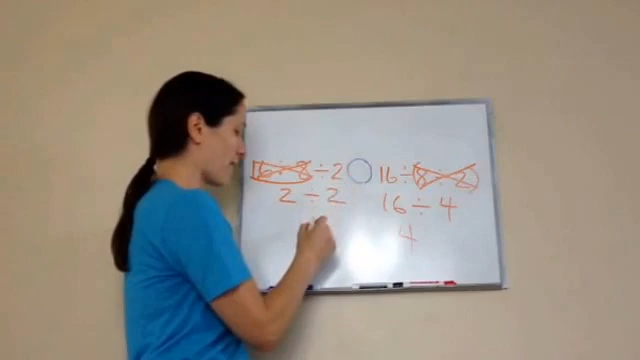 16 ÷ 8 ÷ 2 ◯ 16 ÷ (8 ÷ 2)
2 ÷ 2 16 ÷ 4
4